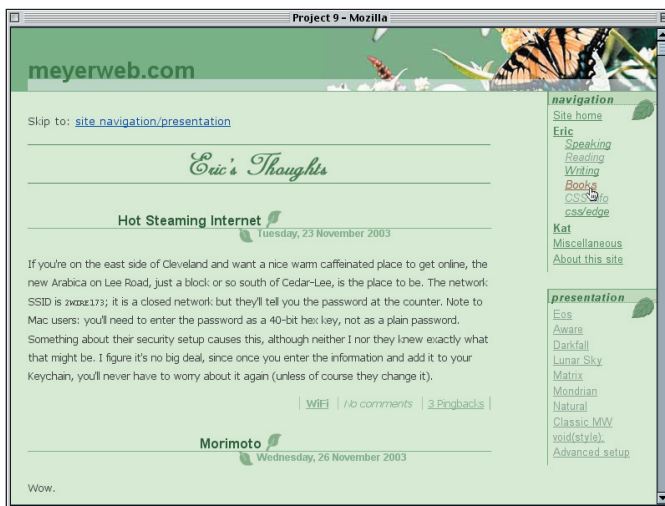 Project 9 – Mozilla
meyerweb.com
Skip to: site navigation/presentation
Eric's Thoughts
Hot Steaming Internet
Tuesday, 23 November 2003
If you're on the east side of Cleveland and want a nice warm caffeinated place to get online, the
new Arabica on Lee Road, just a block or so south of Cedar-Lee, is the place to be. The network
SSID is 2WIRE173; it is a closed network but they'll tell you the password at the counter. Note to
Mac users: you'll need to enter the password as a 40-bit hex key, not as a plain password.
Something about their security setup causes this, although neither I nor they knew exactly what
that might be. I figure it's no big deal, since once you enter the information and add it to your
Keychain, you'll never have to worry about it again (unless of course they change it).
WiFi | No comments | 3 Pingbacks |
Morimoto
Wednesday, 26 November 2003
Wow.
navigation
Site home
Eric
Speaking
Reading
Writing
Books
CSS info
css/edge
Kat
Miscellaneous
About this site
presentation
Eos
Aware
Darkfall
Lunar Sky
Matrix
Mondrian
Natural
Classic MW
void(style);
Advanced setup